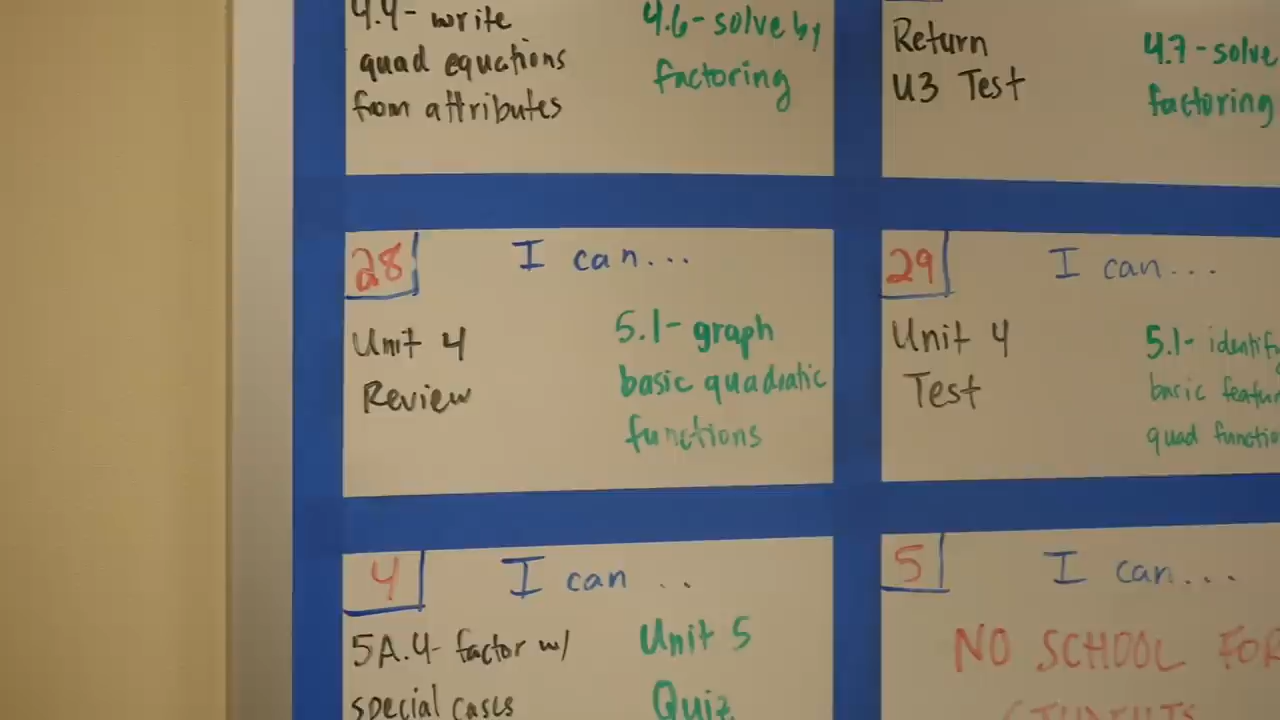 4.4- write
quad equations
from attributes
4.6- solve by
factoring
Return
U3 Test
4.7- solve
factoring
28
I can...
Unit 4
Review
5.1- graph
basic quadratic
functions
29
I can...
Unit 4
Test
5.1- identify
basic
quad
4
I can ..
5A.4- factor w/
special cases
Unit 5
Quiz
5
I can...
NO SCHOOL FOR
STUDENTS